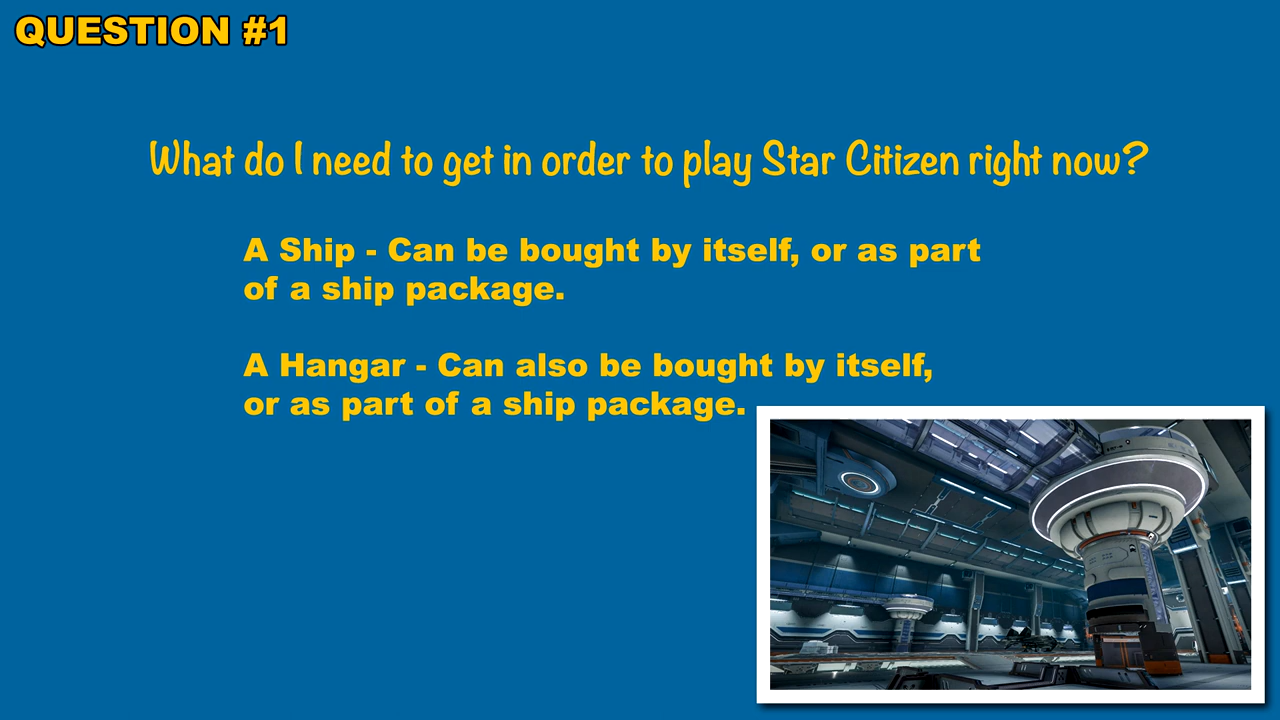 QUESTION #1
What do I need to get in order to play Star Citizen right now?
A Ship - Can be bought by itself, or as part
of a ship package.
A Hangar - Can also be bought by itself,
or as part of a ship package.